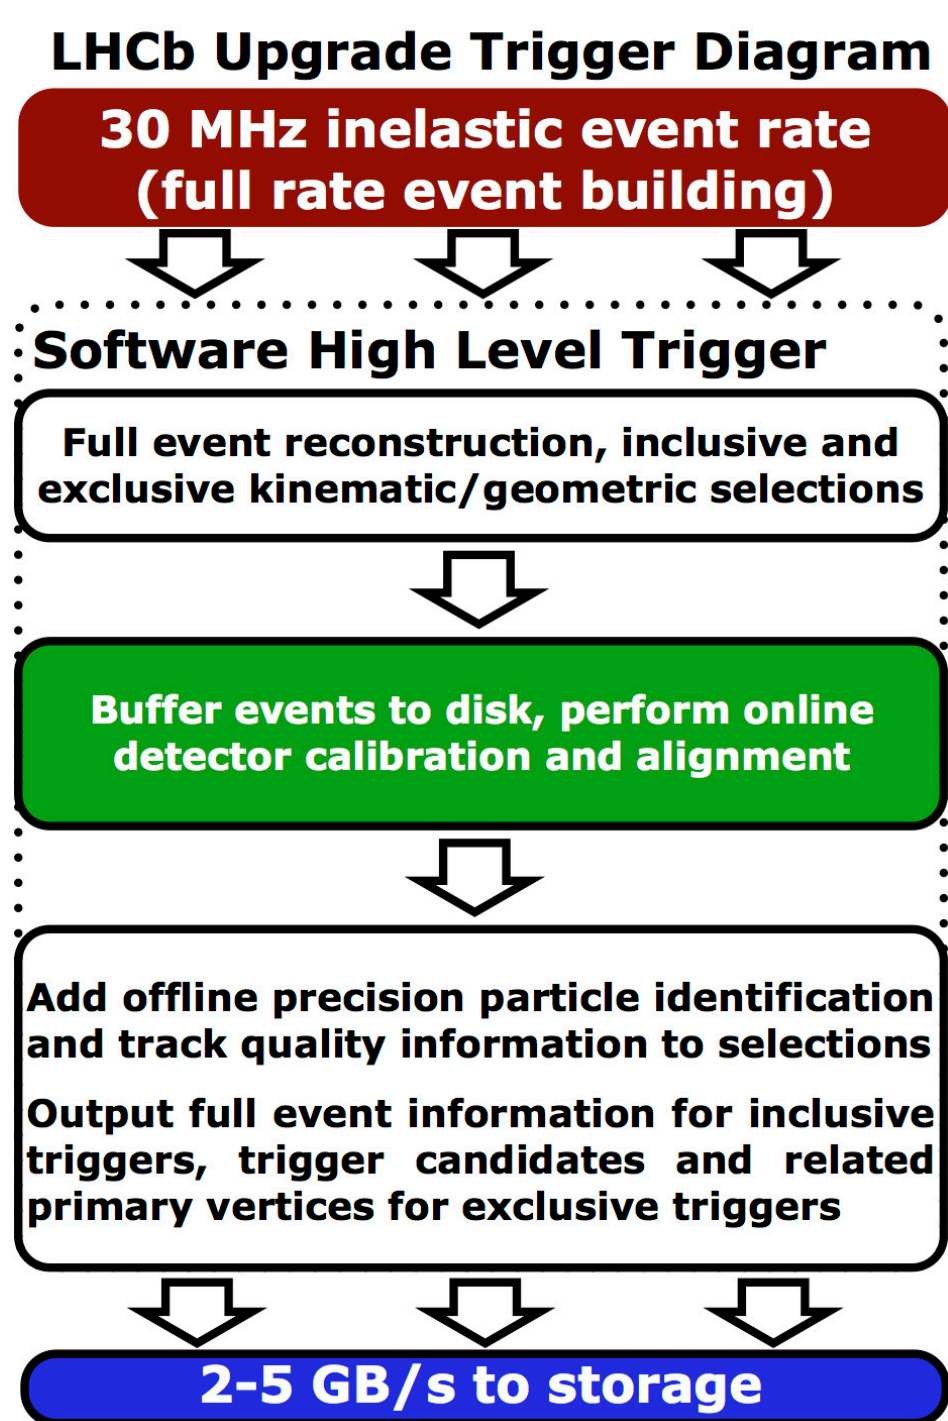 LHCb Upgrade Trigger Diagram
30 MHz inelastic event rate
(full rate event building)
Software High Level Trigger
Full event reconstruction, inclusive and
exclusive kinematic/geometric selections
Buffer events to disk, perform online
detector calibration and alignment
Add offline precision particle identification
and track quality information to selections
Output full event information for inclusive
triggers, trigger candidates and related
primary vertices for exclusive triggers
2-5 GB/s to storage